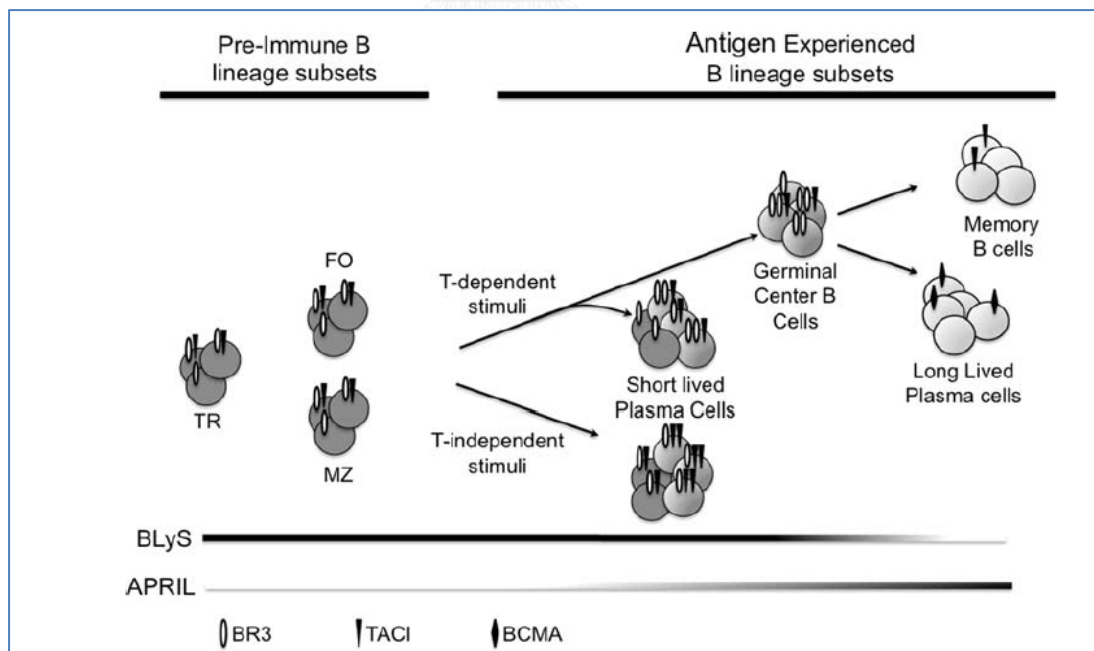 Pre-Immune B
lineage subsets
Antigen Experienced
B lineage subsets
FO
TR
MZ
T-dependent
stimuli
T-independent
stimuli
Short lived
Plasma Cells
Germinal
Center B
Cells
Memory
B cells
Long Lived
Plasma cells
BLyS
APRIL
BR3 TACI BCMA